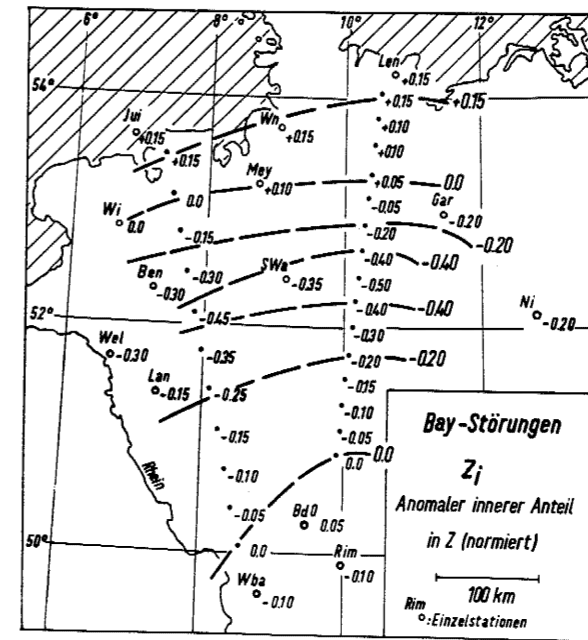 6° 8° 10° 12°
Len
+0.15
54°
+0.15 +0.15
Jui
+0.15
Wn
+0.15
+0.10
+0.15
+0.10
Mey
+0.10
+0.05 0.0
0.0
-0.05
Wi
0.0
Gar
-0.20
-0.15
-0.20 -0.20
Ben
-0.30
-0.30
SWa
-0.35
-0.40 -0.40
-0.50
-0.45
-0.40 -0.40
Ni
-0.20
52°
-0.30
Wel
-0.30
-0.35
-0.20 -0.20
Lan
-0.15
-0.25
-0.15
-0.10
-0.15
-0.05
0.0 0.0
Rhein
-0.10
-0.05
Bd0 0.05
50°
0.0
Rim
-0.10
Wba
-0.10
Bay-Störungen
Zi
Anomaler innerer Anteil
in Z (normiert)
100 km
Rim
:Einzelstationen